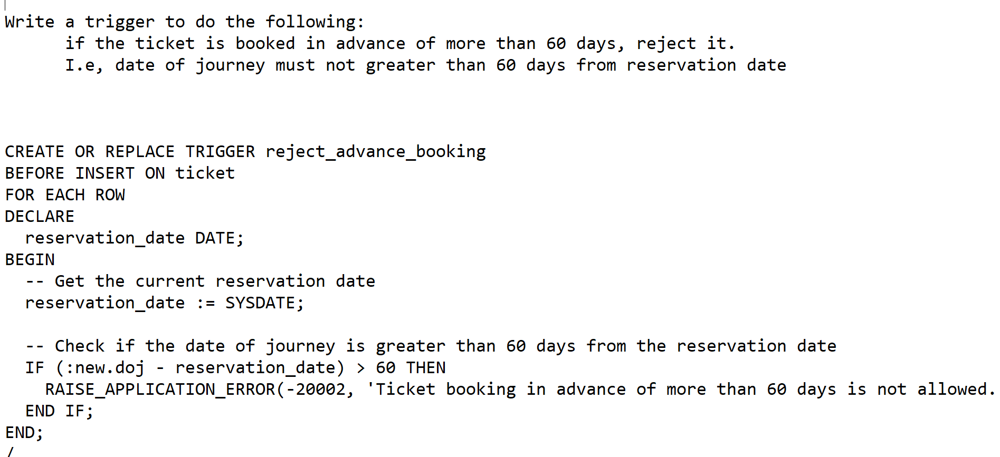 Write a trigger to do the following:
if the ticket is booked in advance of more than 60 days, reject it.
I.e, date of journey must not greater than 60 days from reservation date
CREATE OR REPLACE TRIGGER reject_advance_booking
BEFORE INSERT ON ticket
FOR EACH ROW
DECLARE
reservation_date DATE;
BEGIN
-- Get the current reservation date
reservation_date := SYSDATE;
-- Check if the date of journey is greater than 60 days from the reservation date
IF (:new.doj - reservation_date) > 60 THEN
RAISE_APPLICATION_ERROR(-20002, 'Ticket booking in advance of more than 60 days is not allowed.
END IF;
END;
/